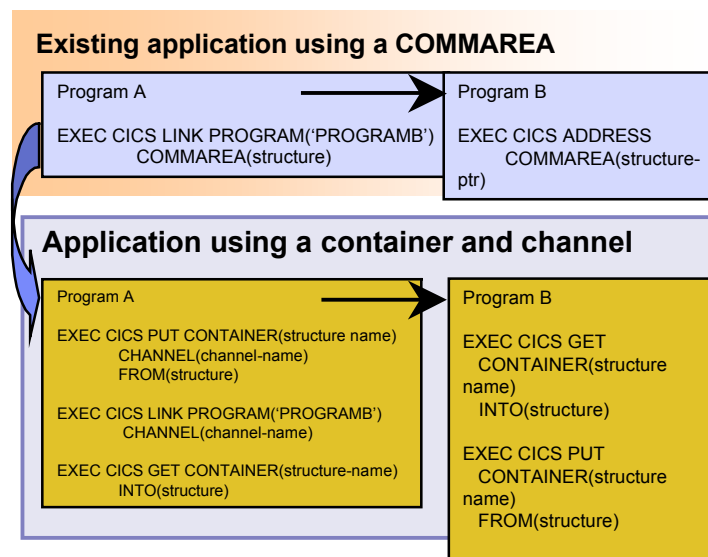 Existing application using a COMMAREA
Program A
EXEC CICS LINK PROGRAM(‘PROGRAMB’)
COMMAREA(structure)
Program B
EXEC CICS ADDRESS
COMMAREA(structure-
ptr)
Application using a container and channel
Program A
EXEC CICS PUT CONTAINER(structure name)
CHANNEL(channel-name)
FROM(structure)
EXEC CICS LINK PROGRAM(‘PROGRAMB’)
CHANNEL(channel-name)
EXEC CICS GET CONTAINER(structure-name)
INTO(structure)
Program B
EXEC CICS GET
CONTAINER(structure
name)
INTO(structure)
EXEC CICS PUT
CONTAINER(structure
name)
FROM(structure)